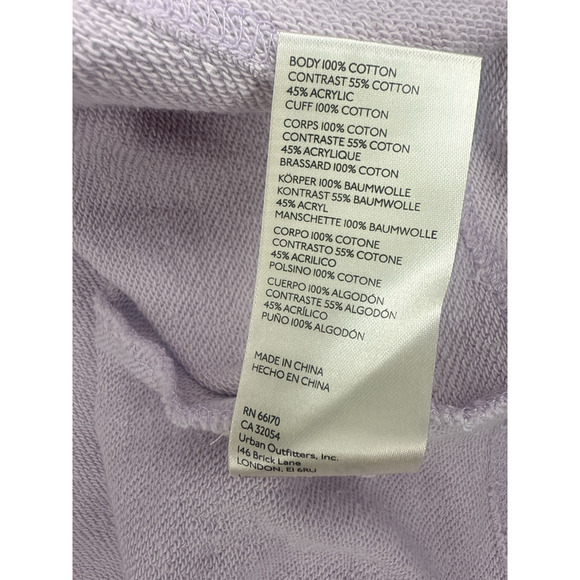 BODY 100% COTTON
CONTRAST 55% COTTON
45% ACRYLIC
CUFF 100% COTTON
CORPS 100% COTON
CONTRASTE 55% COTON
45% ACRYLIQUE
BRASSARD 100% COTON
KÖRPER 100% BAUMWOLLE
KONTRAST 55% BAUMWOLLE
45% ACRYL
MANSCHETTE 100% BAUMWOLLE
CORPO 100% COTONE
CONTRASTO 55% COTONE
45% ACRILICO
POLSINO 100% COTONE
CUERPO 100% ALGODÓN
CONTRASTE 55% ALGODÓN
45% ACRÍLICO
PUÑO 100% ALGODÓN
MADE IN CHINA
HECHO EN CHINA
RN 66170
CA 32054
Urban Outfitters, Inc.
146 Brick Lane
LONDON, E1 6RU